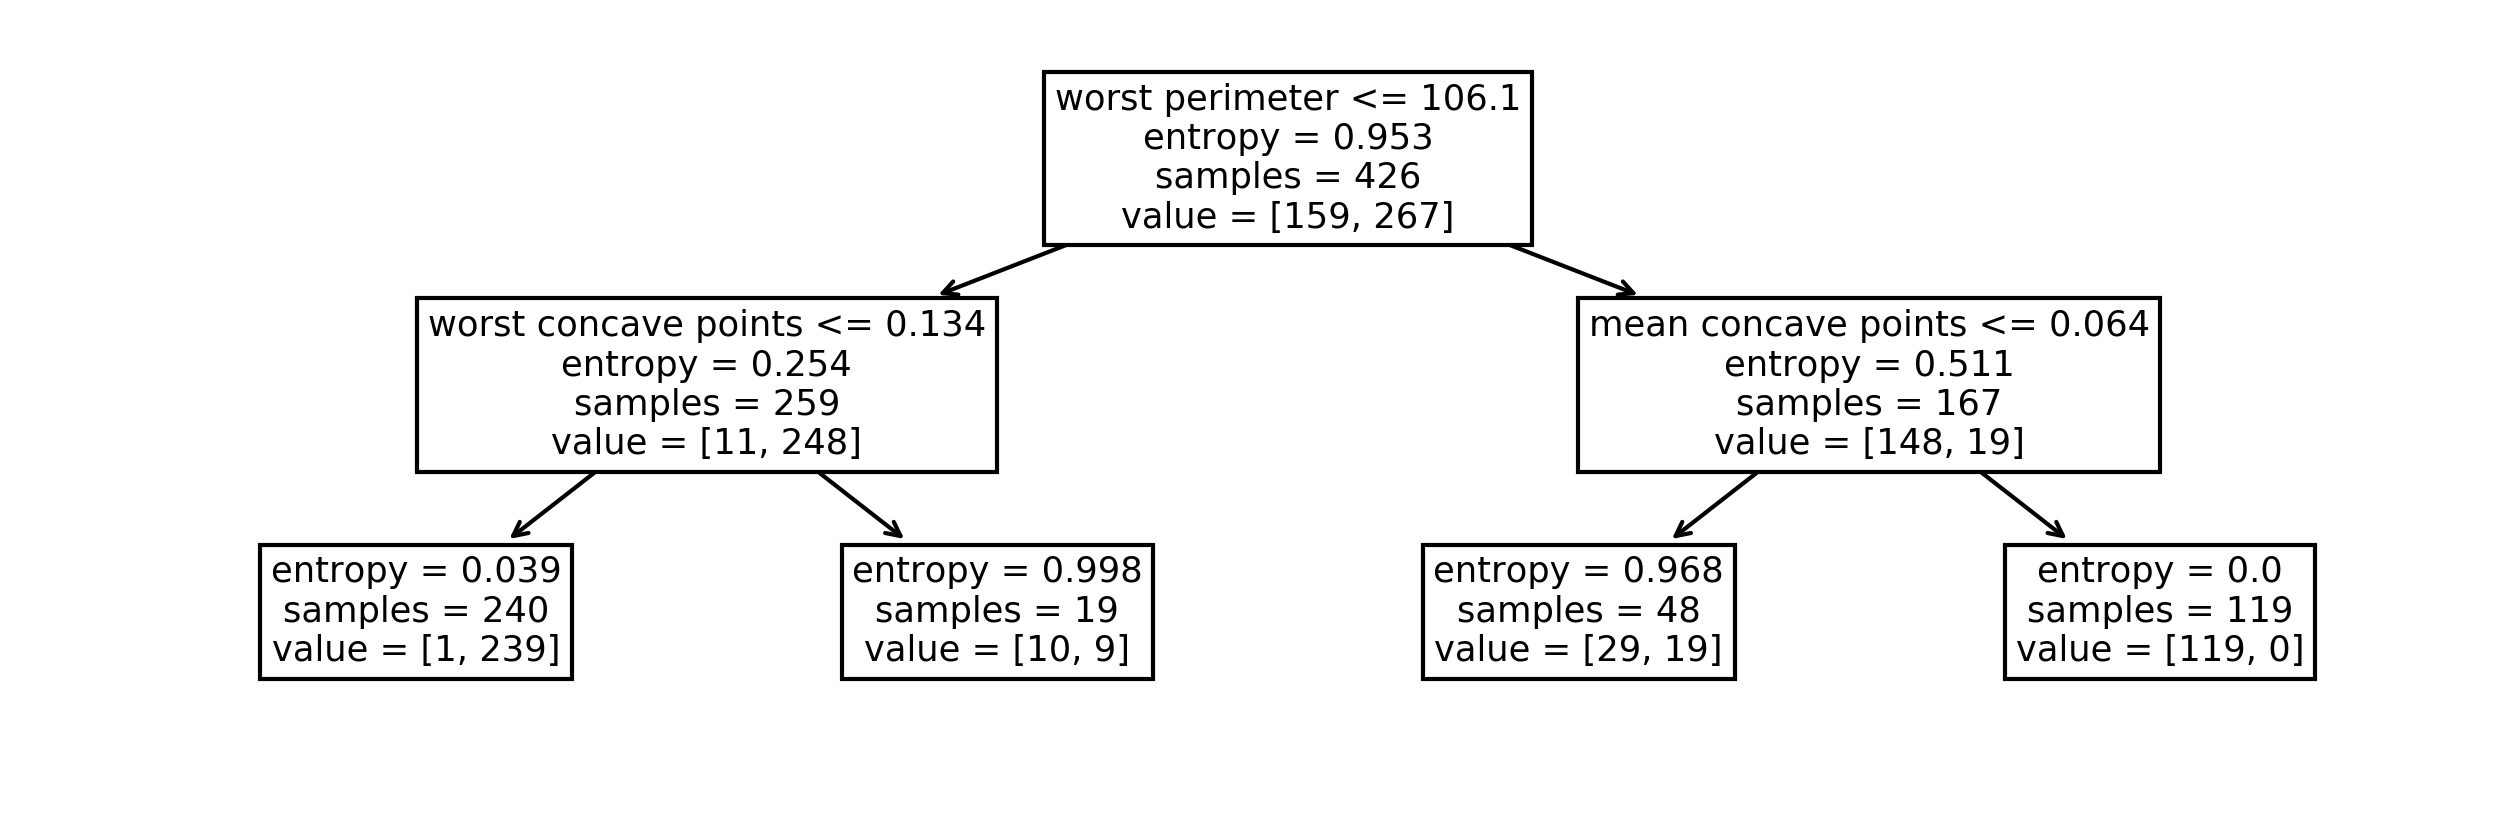 worst perimeter <= 106.1
entropy = 0.953
samples = 426
value = [159, 267]
worst concave points <= 0.134
entropy = 0.254
samples = 259
value = [11, 248]
mean concave points <= 0.064
entropy = 0.511
samples = 167
value = [148, 19]
entropy = 0.039
samples = 240
value = [1, 239]
entropy = 0.998
samples = 19
value = [10, 9]
entropy = 0.968
samples = 48
value = [29, 19]
entropy = 0.0
samples = 119
value = [119, 0]